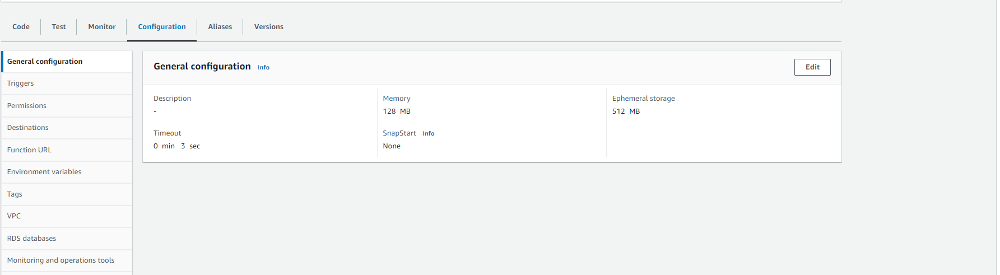 Code Test Monitor Configuration Aliases Versions
General configuration
Triggers
Permissions
Destinations
Function URL
Environment variables
Tags
VPC
RDS databases
Monitoring and operations tools
General configuration Info Edit
Description Memory Ephemeral storage
- 128 MB 512 MB
Timeout SnapStart Info
0 min 3 sec None